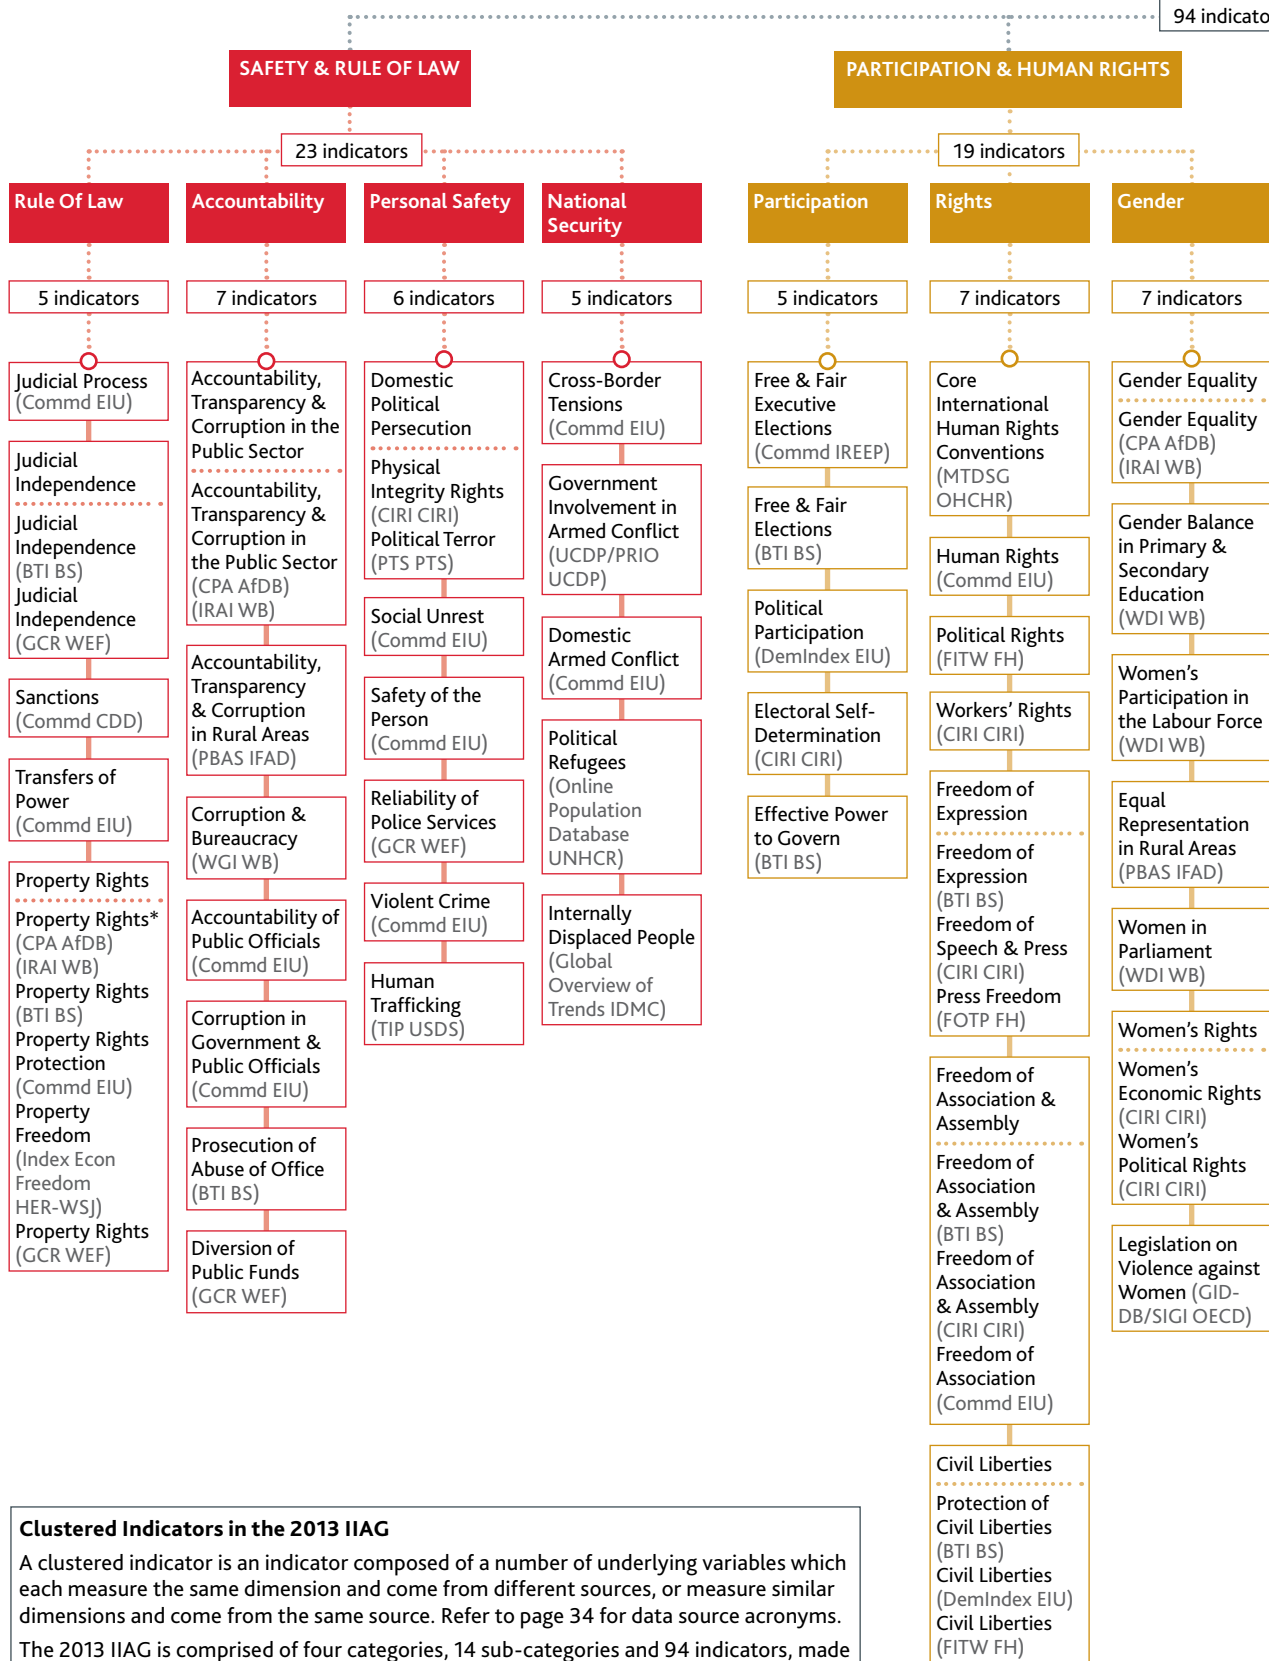 94 indicato
SAFETY & RULE OF LAW
23 indicators
Rule Of Law
5 indicators
Judicial Process
(Commd EIU)
Judicial
Independence
Judicial
Independence
(BTI BS)
Judicial
Independence
(GCR WEF)
Sanctions
(Commd CDD)
Transfers of
Power
(Commd EIU)
Property Rights
Property Rights*
(CPA AfDB)
(IRAI WB)
Property Rights
(BTI BS)
Property Rights
Protection
(Commd EIU)
Property
Freedom
(Index Econ
Freedom
HER-WSJ)
Property Rights
(GCR WEF)
Accountability
7 indicators
Accountability,
Transparency &
Corruption in the
Public Sector
Accountability,
Transparency &
Corruption in
the Public Sector
(CPA AfDB)
(IRAI WB)
Accountability,
Transparency
& Corruption
in Rural Areas
(PBAS IFAD)
Corruption &
Bureaucracy
(WGI WB)
Accountability of
Public Officials
(Commd EIU)
Corruption in
Government &
Public Officials
(Commd EIU)
Prosecution of
Abuse of Office
(BTI BS)
Diversion of
Public Funds
(GCR WEF)
Personal Safety
6 indicators
Domestic
Political
Persecution
Physical
Integrity Rights
(CIRI CIRI)
Political Terror
(PTS PTS)
Social Unrest
(Commd EIU)
Safety of the
Person
(Commd EIU)
Reliability of
Police Services
(GCR WEF)
Violent Crime
(Commd EIU)
Human
Trafficking
(TIP USDS)
National
Security
5 indicators
Cross-Border
Tensions
(Commd EIU)
Government
Involvement in
Armed Conflict
(UCDP/PRIO
UCDP)
Domestic
Armed Conflict
(Commd EIU)
Political
Refugees
(Online
Population
Database
UNHCR)
Internally
Displaced People
(Global
Overview of
Trends IDMC)
PARTICIPATION & HUMAN RIGHTS
19 indicators
Participation
5 indicators
Free & Fair
Executive
Elections
(Commd IREEP)
Free & Fair
Elections
(BTI BS)
Political
Participation
(DemIndex EIU)
Electoral Self-
Determination
(CIRI CIRI)
Effective Power
to Govern
(BTI BS)
Rights
7 indicators
Core
International
Human Rights
Conventions
(MTDSG
OHCHR)
Human Rights
(Commd EIU)
Political Rights
(FITW FH)
Workers' Rights
(CIRI CIRI)
Freedom of
Expression
Freedom of
Expression
(BTI BS)
Freedom of
Speech & Press
(CIRI CIRI)
Press Freedom
(FOTP FH)
Freedom of
Association &
Assembly
Freedom of
Association
& Assembly
(BTI BS)
Freedom of
Association
& Assembly
(CIRI CIRI)
Freedom of
Association
(Commd EIU)
Civil Liberties
Protection of
Civil Liberties
(BTI BS)
Civil Liberties
(DemIndex EIU)
Civil Liberties
(FITW FH)
Gender
7 indicators
Gender Equality
Gender Equality
(CPA AfDB)
(IRAI WB)
Gender Balance
in Primary &
Secondary
Education
(WDI WB)
Women's
Participation in
the Labour Force
(WDI WB)
Equal
Representation
in Rural Areas
(PBAS IFAD)
Women in
Parliament
(WDI WB)
Women's Rights
Women's
Economic Rights
(CIRI CIRI)
Women's
Political Rights
(CIRI CIRI)
Legislation on
Violence against
Women (GID-
DB/SIGI OECD)
Clustered Indicators in the 2013 IIAG
A clustered indicator is an indicator composed of a number of underlying variables which
each measure the same dimension and come from different sources, or measure similar
dimensions and come from the same source. Refer to page 34 for data source acronyms.
The 2013 IIAG is comprised of four categories, 14 sub-categories and 94 indicators, made